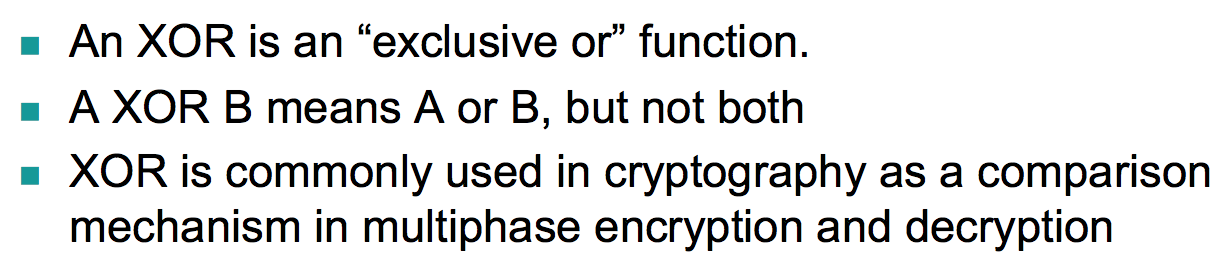 An XOR is an “exclusive or” function.
A XOR B means A or B, but not both
XOR is commonly used in cryptography as a comparison
mechanism in multiphase encryption and decryption